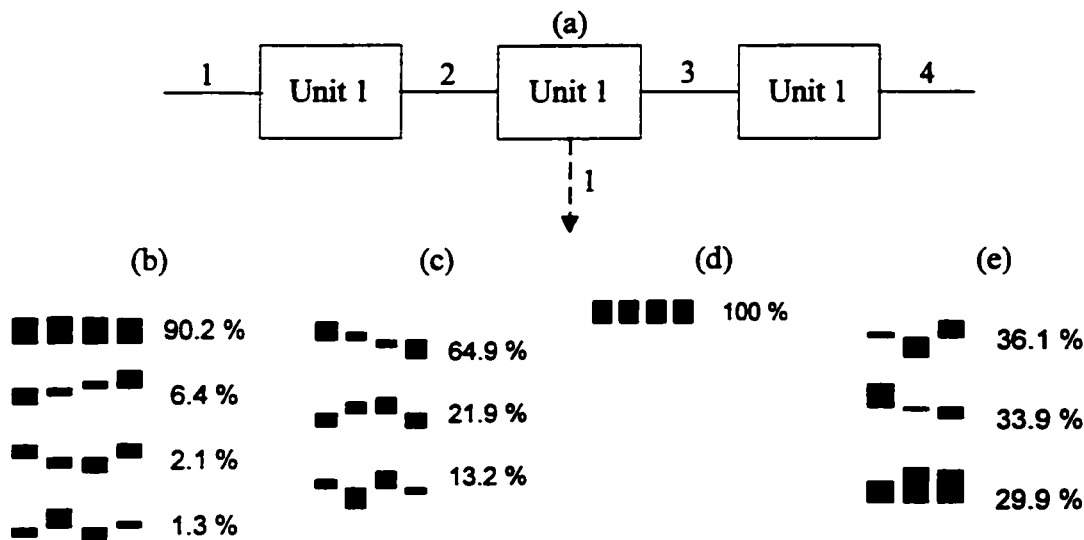 (a)
1 Unit 1 2 Unit 1 3 Unit 1 4
1
(b) (c) (d) (e)
90.2 % 64.9 % 100 % 36.1 %
6.4 % 21.9 % 33.9 %
2.1 % 13.2 % 29.9 %
1.3 %